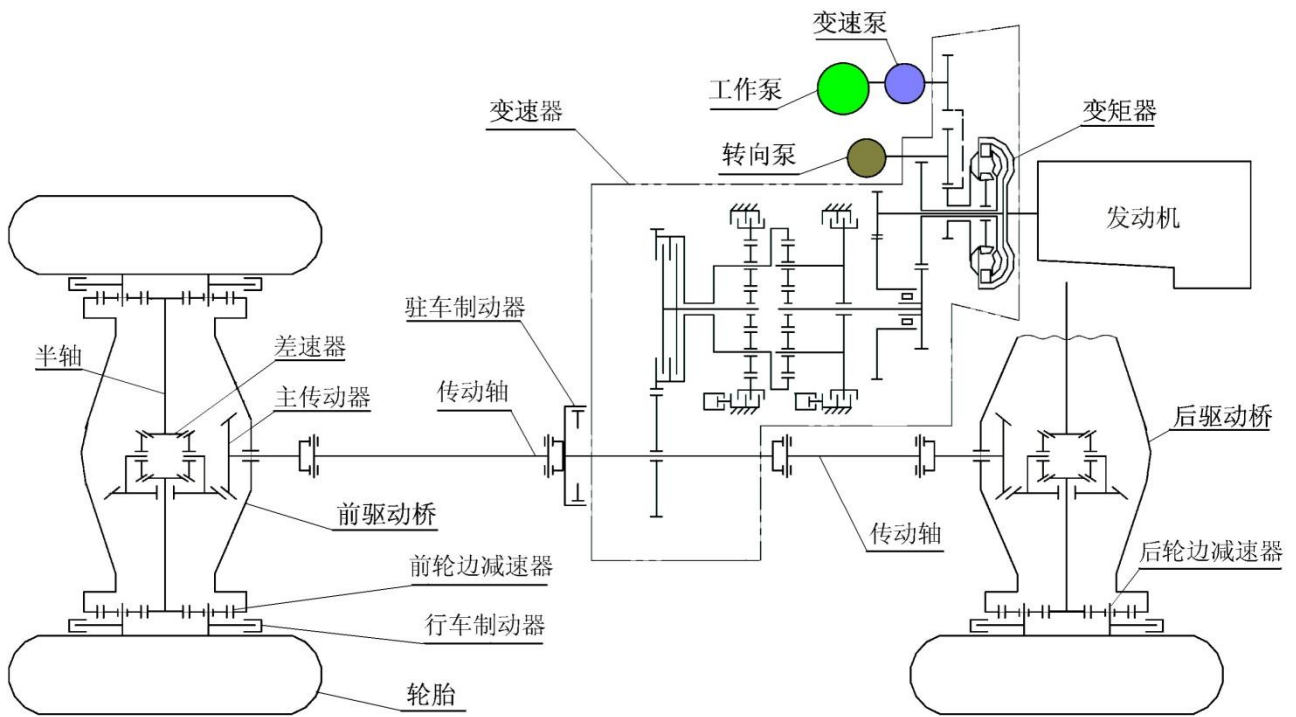 变速泵
工作泵
变速器
变矩器
转向泵
发动机
驻车制动器
差速器
半轴
主传动器
传动轴
后驱动桥
前驱动桥
传动轴
后轮边减速器
前轮边减速器
行车制动器
轮胎